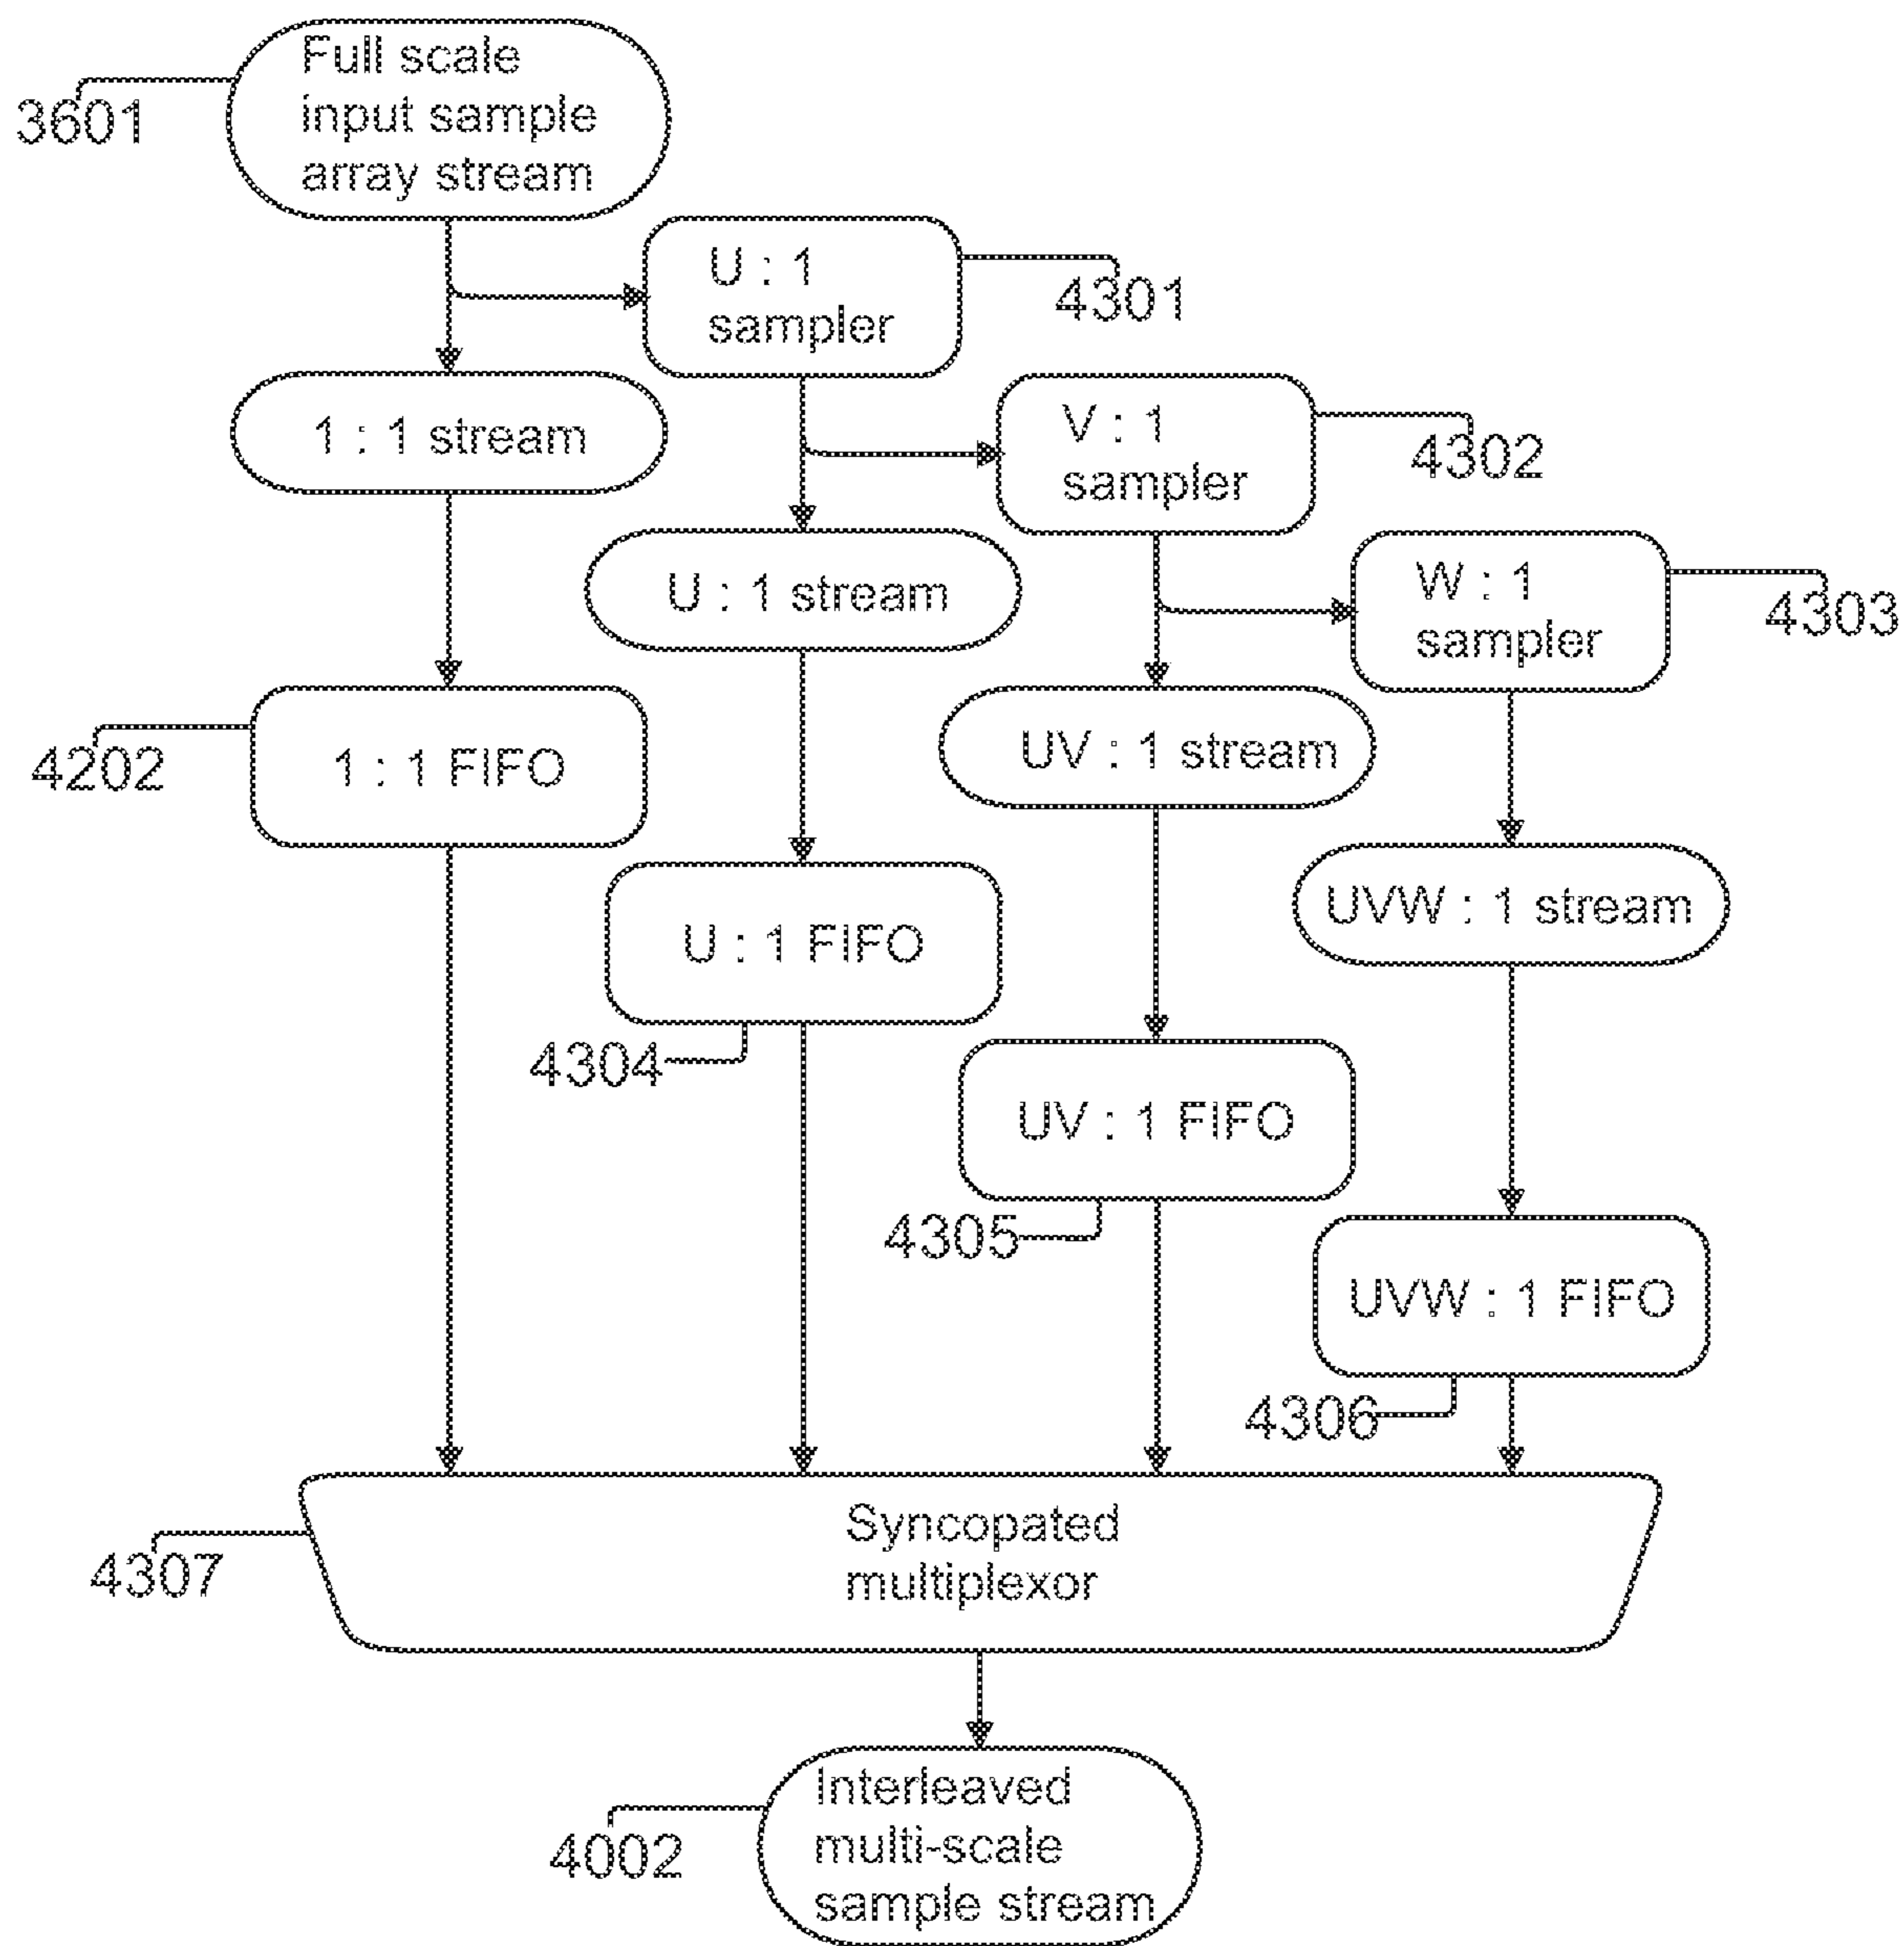 Full scale
input sample
array stream
3601
U : 1
sampler
4301
1 : 1 stream
V : 1
sampler
4302
U : 1 stream
W : 1
sampler
4303
1 : 1 FIFO
4202
UV : 1 stream
U : 1 FIFO
UVW : 1 stream
4304
UV : 1 FIFO
4305
UVW : 1 FIFO
4306
Syncopated
multiplexor
4307
Interleaved
multi-scale
sample stream
4002